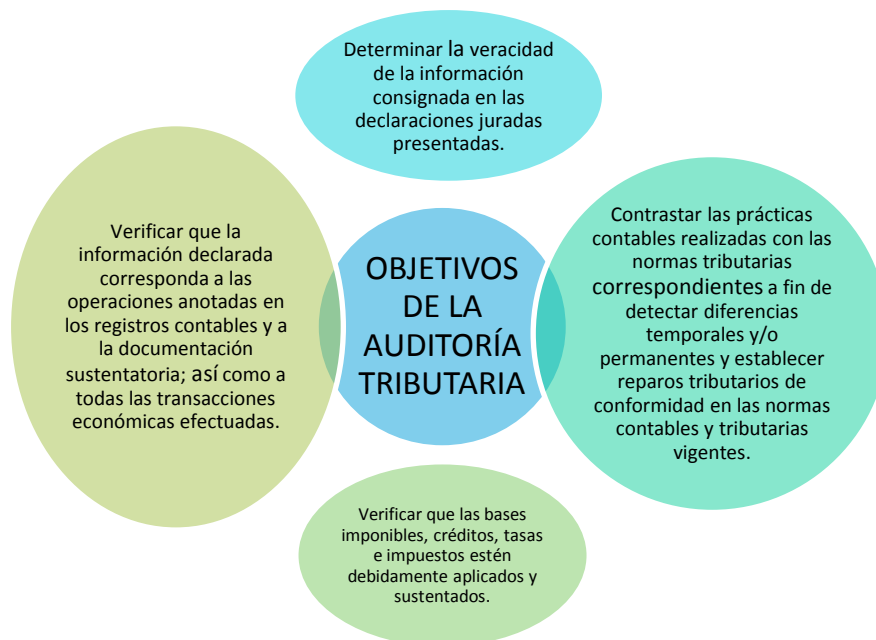 Determinar la veracidad
de la información
consignada en las
declaraciones juradas
presentadas.
Verificar que la
información declarada
corresponda a las
operaciones anotadas en
los registros contables y a
la documentación
sustentatoria; así como a
todas las transacciones
económicas efectuadas.
OBJETIVOS
DE LA
AUDITORÍA
TRIBUTARIA
Contrastar las prácticas
contables realizadas con las
normas tributarias
correspondientes a fin de
detectar diferencias
temporales y/o
permanentes y establecer
reparos tributarios de
conformidad en las normas
contables y tributarias
vigentes.
Verificar que las bases
imponibles, créditos, tasas
e impuestos estén
debidamente aplicados y
sustentados.